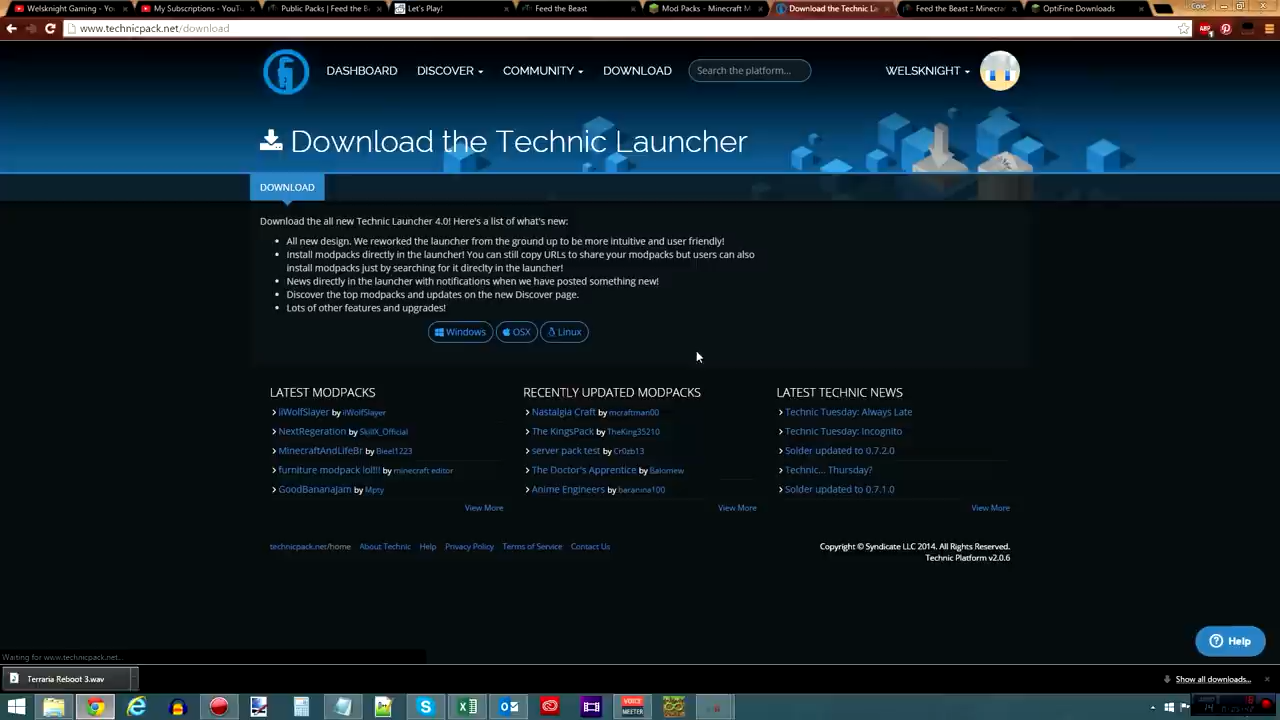 Welsknight Gaming - Yo
My Subscriptions - YouTu
Public Packs | Feed the B
Let's Play!
Feed the Beast
Mod Packs - Minecraft M
Download the Technic La
Feed the Beast :: Minecraf
OptiFine Downloads
Cole
www.technicpack.net/download
DASHBOARD DISCOVER COMMUNITY DOWNLOAD Search the platform... WELSKNIGHT
Download the Technic Launcher
DOWNLOAD
Download the all new Technic Launcher 4.0! Here's a list of what's new:
All new design. We reworked the launcher from the ground up to be more intuitive and user friendly!
Install modpacks directly in the launcher! You can still copy URLs to share your modpacks but users can also
install modpacks just by searching for it direclty in the launcher!
News directly in the launcher with notifications when we have posted something new!
Discover the top modpacks and updates on the new Discover page.
Lots of other features and upgrades!
Windows OSX Linux
LATEST MODPACKS
iiWolfSlayer by iiWolfSlayer
NextRegeration by SkillX_Official
MinecraftAndLifeBr by Bieel1223
furniture modpack lol!!! by minecraft editor
GoodBananaJam by Mpty
View More
RECENTLY UPDATED MODPACKS
Nastalgia Craft by mcraftman00
The KingsPack by TheKing35210
server pack test by Cr0zb13
The Doctor's Apprentice by Balomew
Anime Engineers by baranina100
View More
LATEST TECHNIC NEWS
Technic Tuesday: Always Late
Technic Tuesday: Incognito
Solder updated to 0.7.2.0
Technic... Thursday?
Solder updated to 0.7.1.0
View More
technicpack.net/home About Technic Help Privacy Policy Terms of Service Contact Us
Copyright © Syndicate LLC 2014. All Rights Reserved.
Technic Platform v2.0.6
Help
Waiting for www.technicpack.net...
Terraria Reboot 3.wav
Show all downloads...
VOICE
MEETER